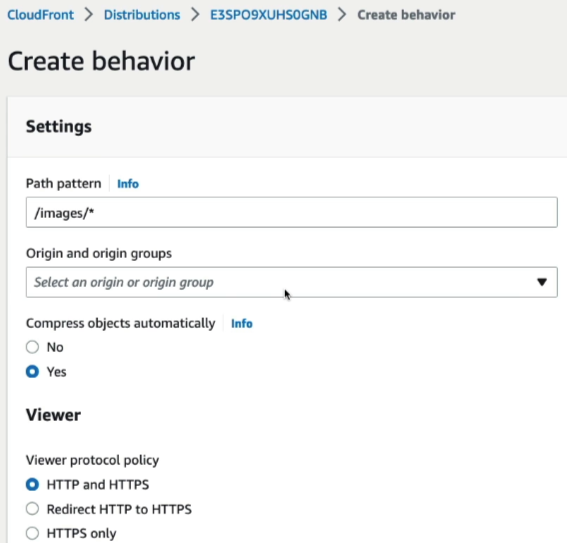 CloudFront > Distributions > E3SPO9XUHS0GNB > Create behavior
Create behavior
Settings
Path pattern Info
/images/*
Origin and origin groups
Select an origin or origin group
Compress objects automatically Info
No
Yes
Viewer
Viewer protocol policy
HTTP and HTTPS
Redirect HTTP to HTTPS
HTTPS only